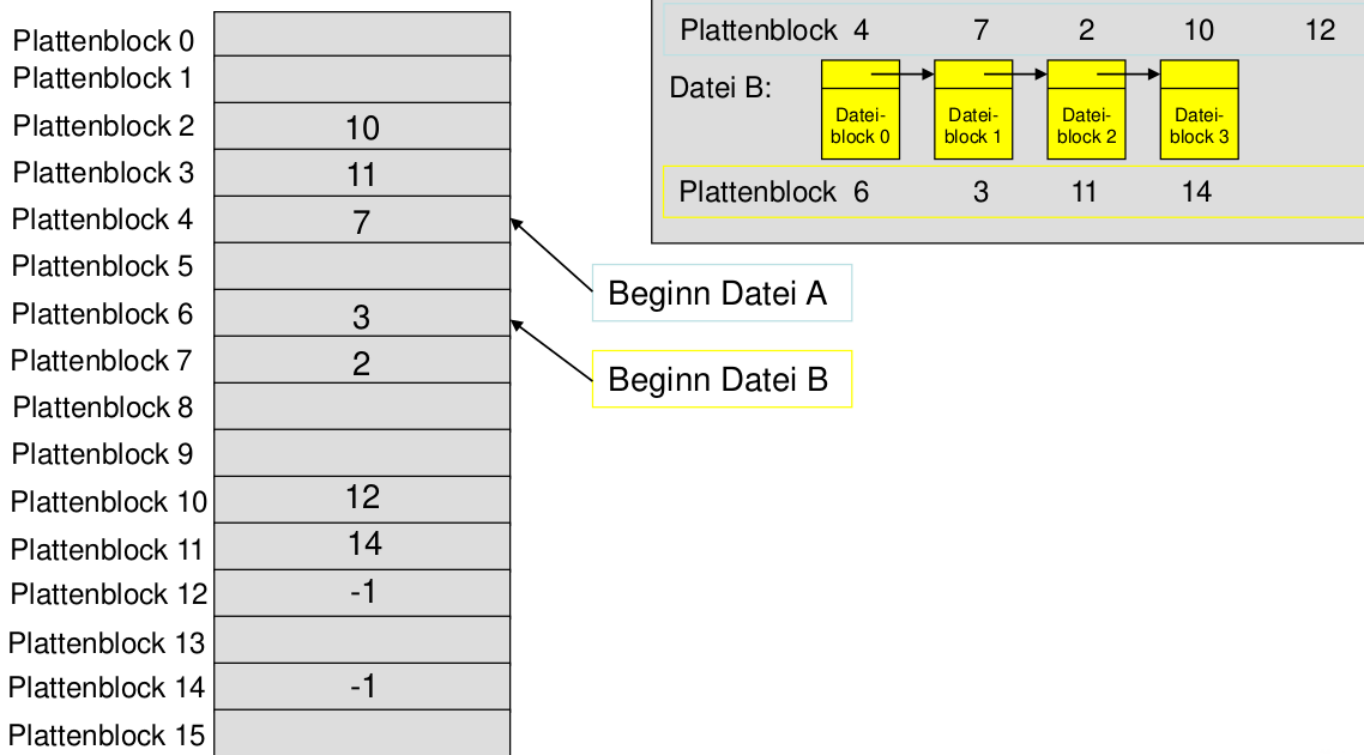 Plattenblock 0
Plattenblock 1
Plattenblock 2 10
Plattenblock 3 11
Plattenblock 4 7
Plattenblock 5
Plattenblock 6 3
Plattenblock 7 2
Plattenblock 8
Plattenblock 9
Plattenblock 10 12
Plattenblock 11 14
Plattenblock 12 -1
Plattenblock 13
Plattenblock 14 -1
Plattenblock 15
Plattenblock 4 7 2 10 12
Datei B:
Datei-
block 0
Datei-
block 1
Datei-
block 2
Datei-
block 3
Plattenblock 6 3 11 14
Beginn Datei A
Beginn Datei B